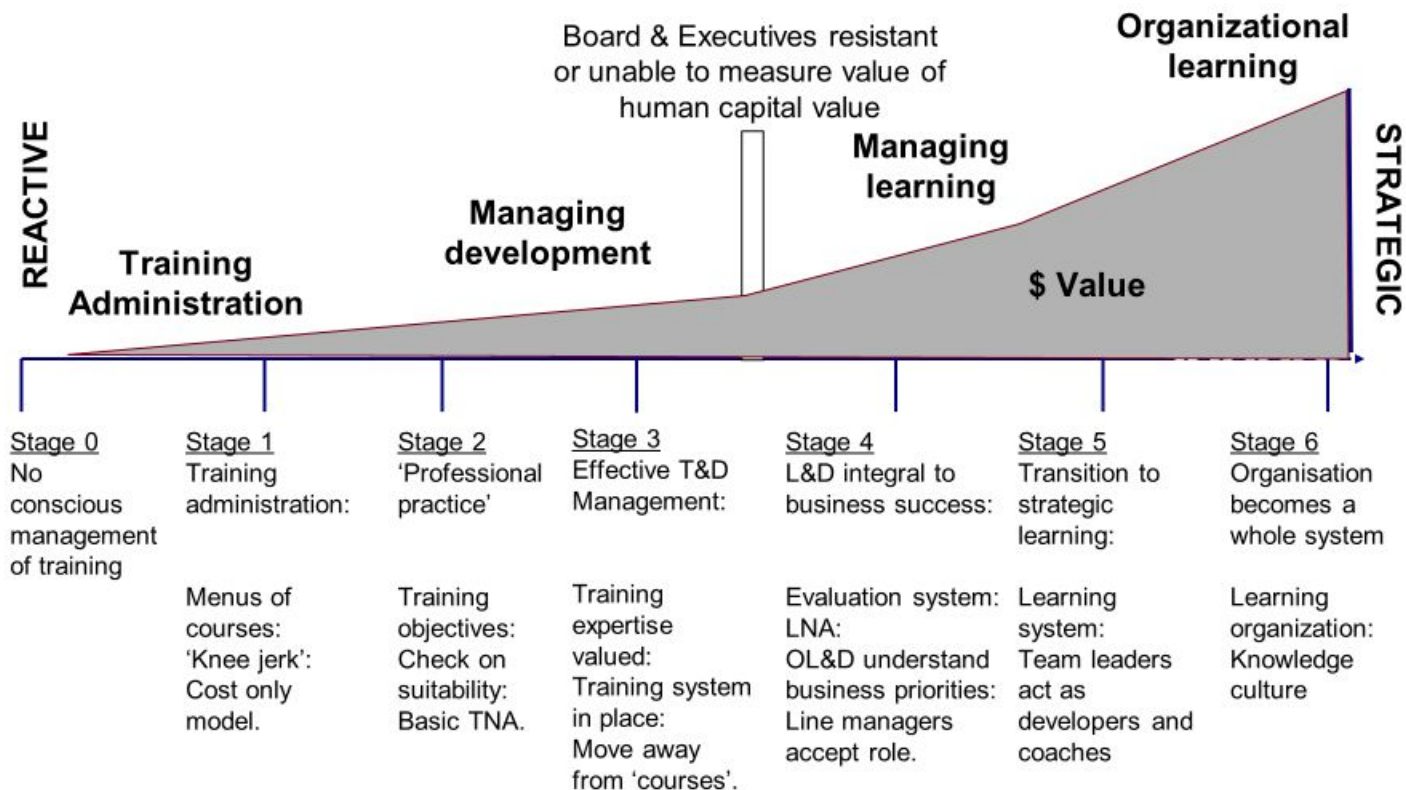 Board & Executives resistant
or unable to measure value of
human capital value
Organizational
learning
REACTIVE
STRATEGIC
Managing
learning
Managing
development
Training
Administration
$ Value
Stage 0
No
conscious
management
of training
Stage 1
Training
administration:
Menus of
courses:
‘Knee jerk’:
Cost only
model.
Stage 2
‘Professional
practice’
Training
objectives:
Check on
suitability:
Basic TNA.
Stage 3
Effective T&D
Management:
Training
expertise
valued:
Training system
in place:
Move away
from ‘courses’.
Stage 4
L&D integral to
business success:
Evaluation system:
LNA:
OL&D understand
business priorities:
Line managers
accept role.
Stage 5
Transition to
strategic
learning:
Learning
system:
Team leaders
act as
developers and
coaches
Stage 6
Organisation
becomes a
whole system
Learning
organization:
Knowledge
culture